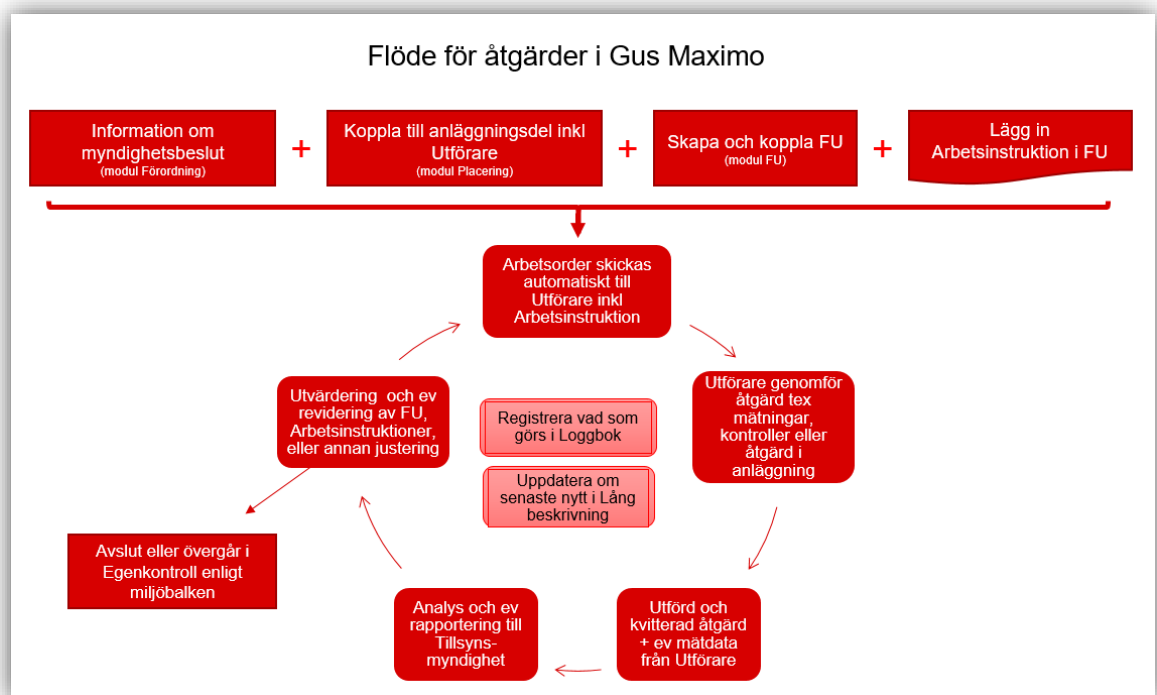 Flöde för åtgärder i Gus Maximo
Information om
myndighetsbeslut
(modul Förordning)
+
Koppla till anläggningsdel inkl
Utförare
(modul Placering)
+
Skapa och koppla FU
(modul FU)
+
Lägg in
Arbetsinstruktion i FU
Arbetsorder skickas
automatiskt till
Utförare inkl
Arbetsinstruktion
Utförare genomför
åtgärd tex
mätningar,
kontroller eller
åtgärd i
anläggning
Utförd och
kvitterad åtgärd
+ ev mätdata
från Utförare
Analys och ev
rapportering till
Tillsyns-
myndighet
Utvärdering och ev
revidering av FU,
Arbetsinstruktioner,
eller annan justering
Avslut eller övergår i
Egenkontroll enligt
miljöbalken
Registrera vad som
görs i Loggbok
Uppdatera om
senaste nytt i Lång
beskrivning